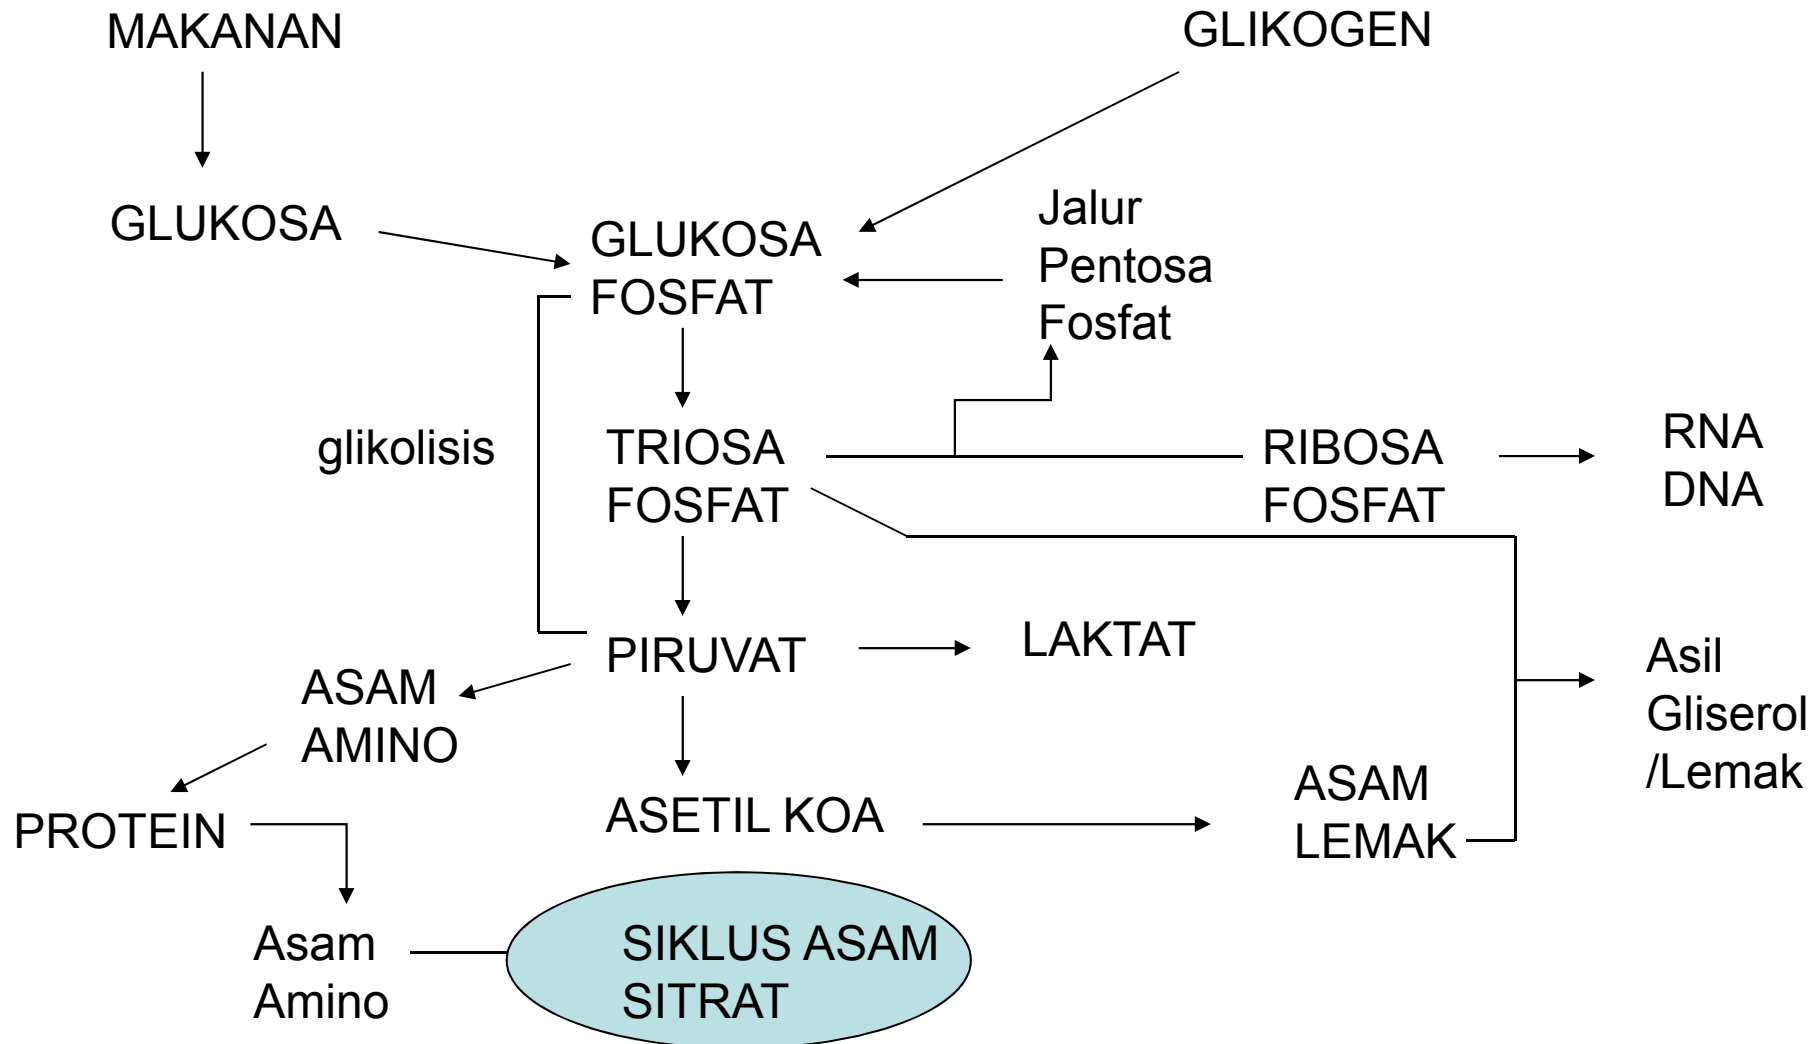 MAKANAN
GLIKOGEN
GLUKOSA
GLUKOSA
FOSFAT
Jalur
Pentosa
Fosfat
glikolisis
TRIOSA
FOSFAT
RIBOSA
FOSFAT
RNA
DNA
PIRUVAT
LAKTAT
Asil
Gliserol
/Lemak
ASAM
AMINO
PROTEIN
ASETIL KOA
ASAM
LEMAK
Asam
Amino
SIKLUS ASAM
SITRAT